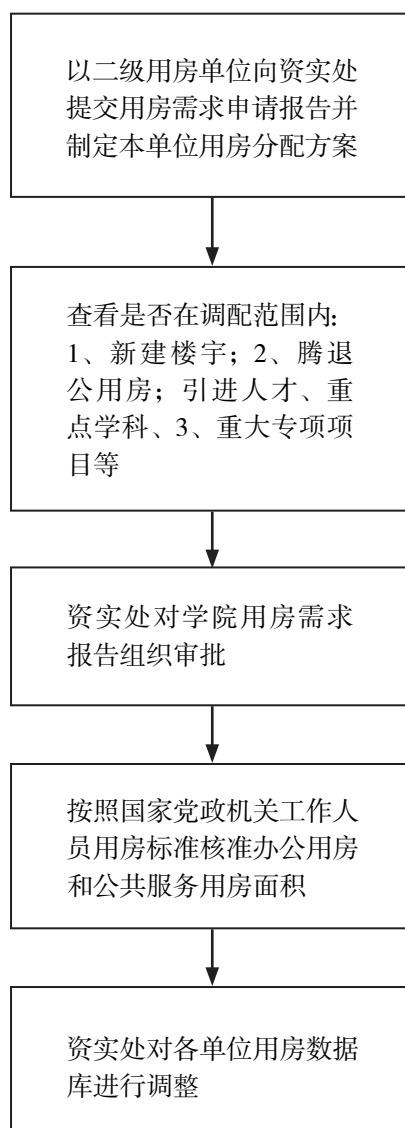 以二级用房单位向资实处
提交用房需求申请报告并
制定本单位用房分配方案
查看是否在调配范围内：
1、新建楼宇；2、腾退
公用房；引进人才、重
点学科、3、重大专项项
目等
资实处对学院用房需求
报告组织审批
按照国家党政机关工作人
员用房标准核准办公用房
和公共服务用房面积
资实处对各单位用房数据
库进行调整